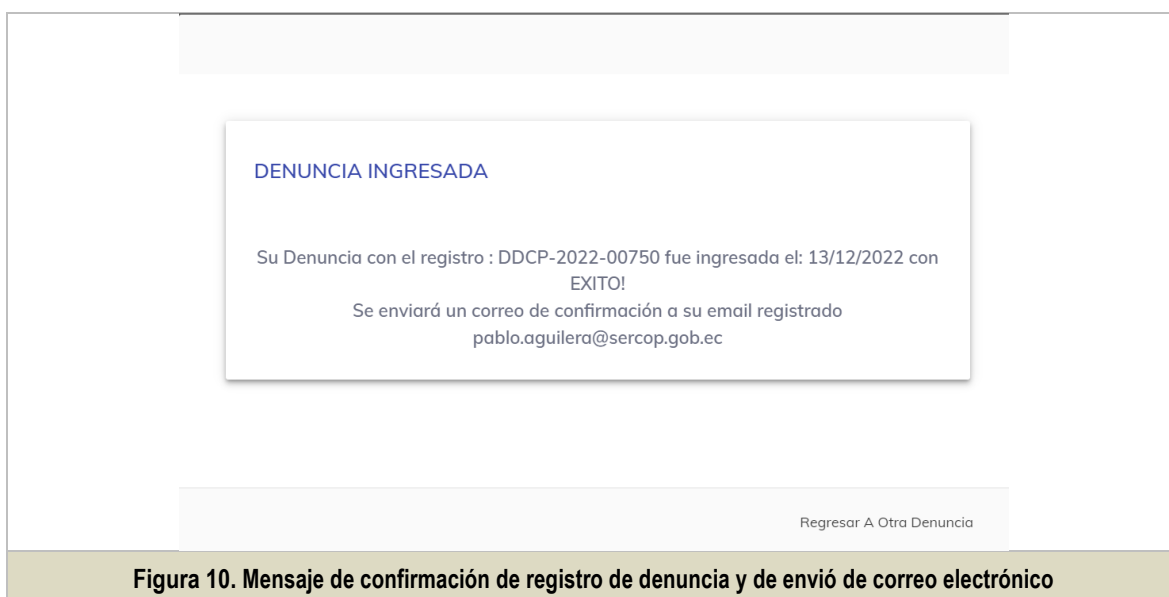 DENUNCIA INGRESADA
Su Denuncia con el registro : DDCP-2022-00750 fue ingresada el: 13/12/2022 con
EXITO!
Se enviará un correo de confirmación a su email registrado
pablo.aguilera@sercop.gob.ec
Regresar A Otra Denuncia
Figura 10. Mensaje de confirmación de registro de denuncia y de envió de correo electrónico